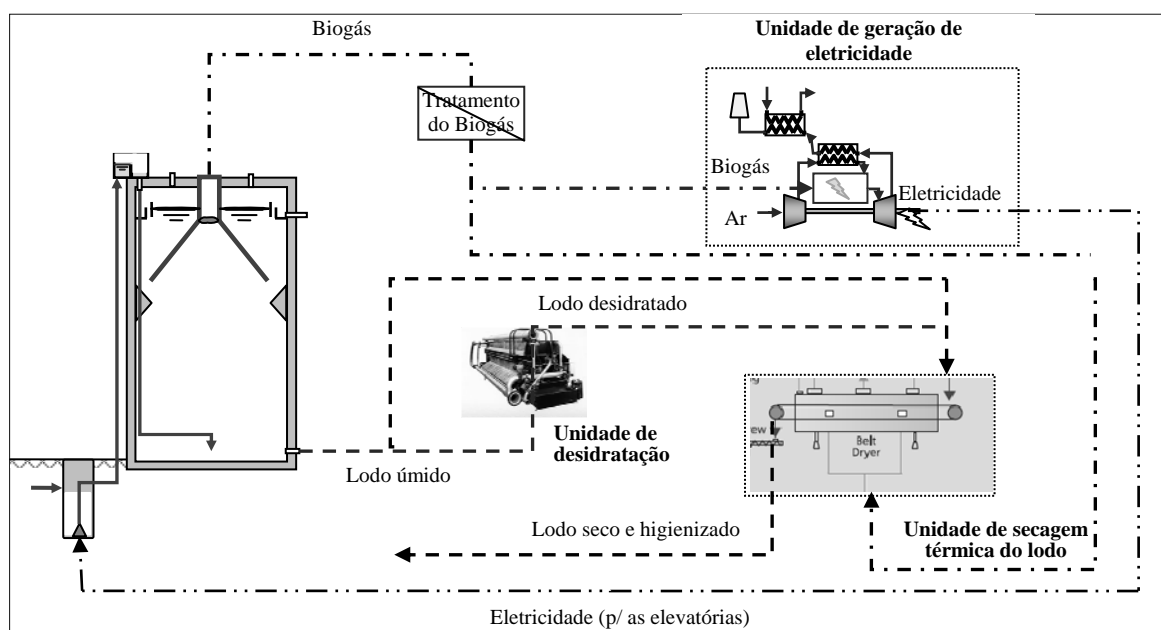 Biogás
Unidade de geração de
eletricidade
Tratamento
do Biogás
Biogás
Eletricidade
Ar
Lodo desidratado
Unidade de
desidratação
Lodo úmido
Belt
Dryer
Lodo seco e higienizado
Unidade de secagem
térmica do lodo
Eletricidade (p/ as elevatórias)